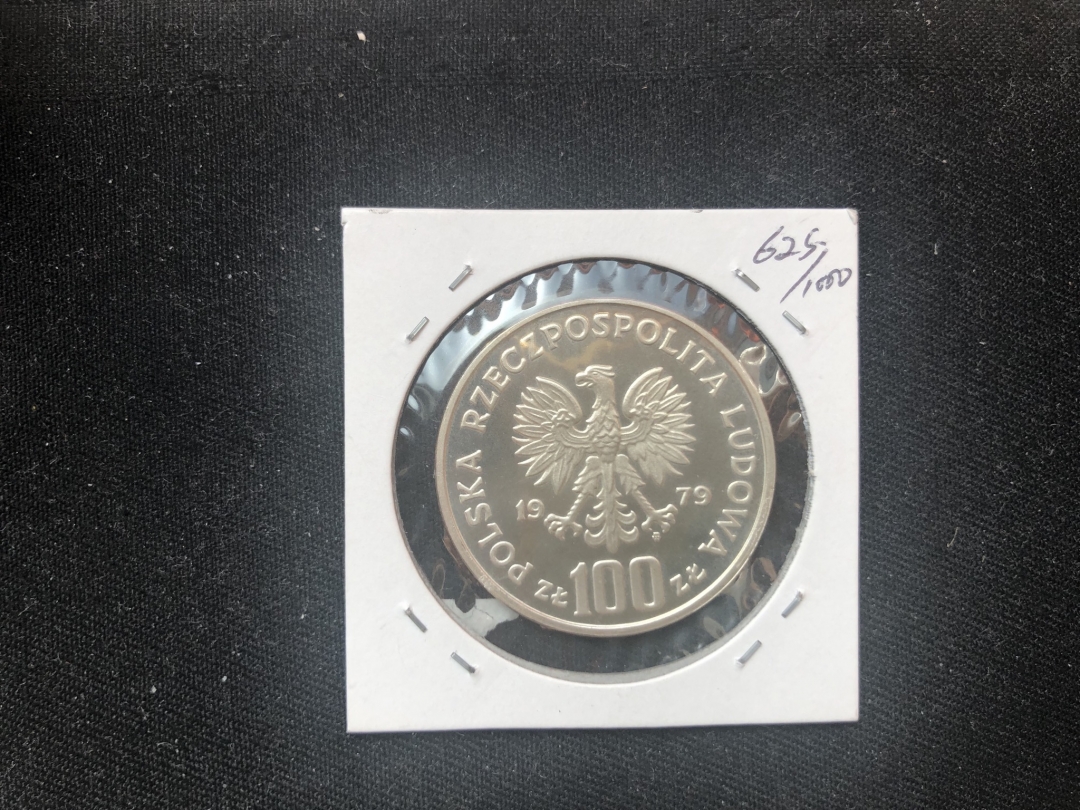 625
/1000
POLSKA RZECZPOSPOLITA LUDOWA
19 79
ZŁ 100 ZŁ